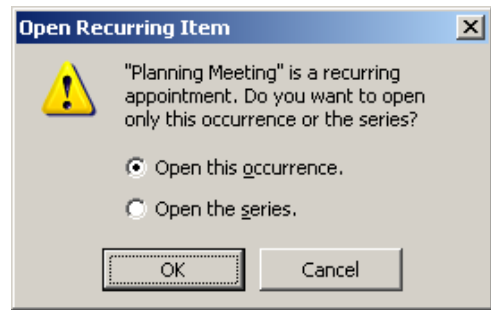 Open Recurring Item
"Planning Meeting" is a recurring
appointment. Do you want to open
only this occurrence or the series?
Open this occurrence.
Open the series.
OK
Cancel